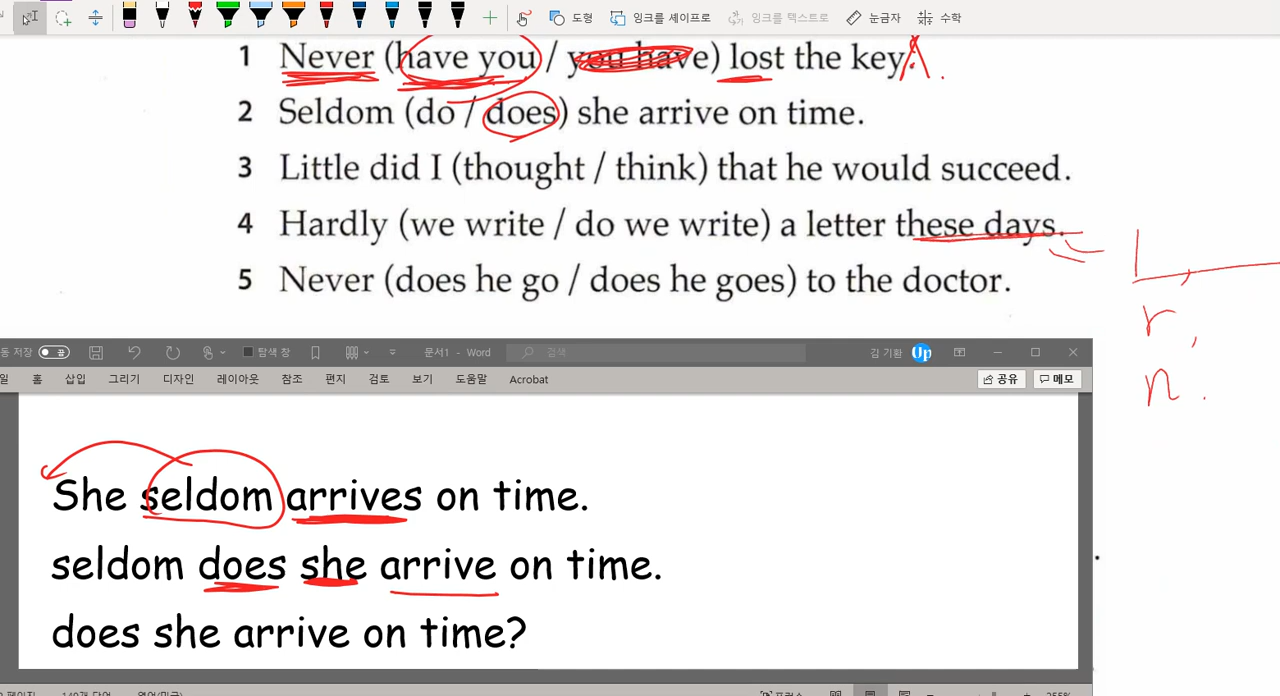 도형 잉크를 셰이프로 잉크를 텍스트로 눈금자 수학
1 Never (have you / you have) lost the key.
2 Seldom (do / does) she arrive on time.
3 Little did I (thought / think) that he would succeed.
4 Hardly (we write / do we write) a letter these days.
5 Never (does he go / does he goes) to the doctor.
r,
n.
동 저장 끔 탐색 창 문서1 - Word 검색 김 기환 Up
일 홈 삽입 그리기 디자인 레이아웃 참조 편지 검토 보기 도움말 Acrobat 공유 메모
She seldom arrives on time.
seldom does she arrive on time.
does she arrive on time?